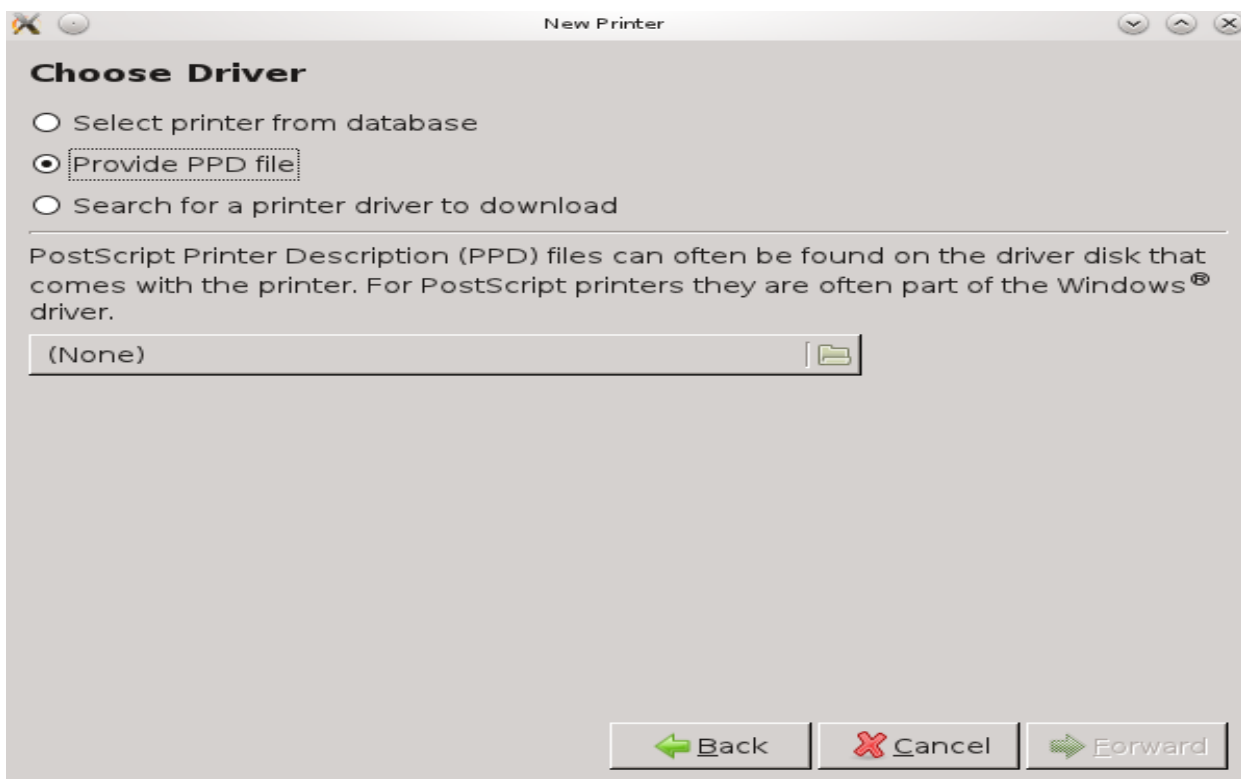 New Printer
Choose Driver
Select printer from database
Provide PPD file
Search for a printer driver to download
PostScript Printer Description (PPD) files can often be found on the driver disk that
comes with the printer. For PostScript printers they are often part of the Windows®
driver.
(None)
Back Cancel Forward